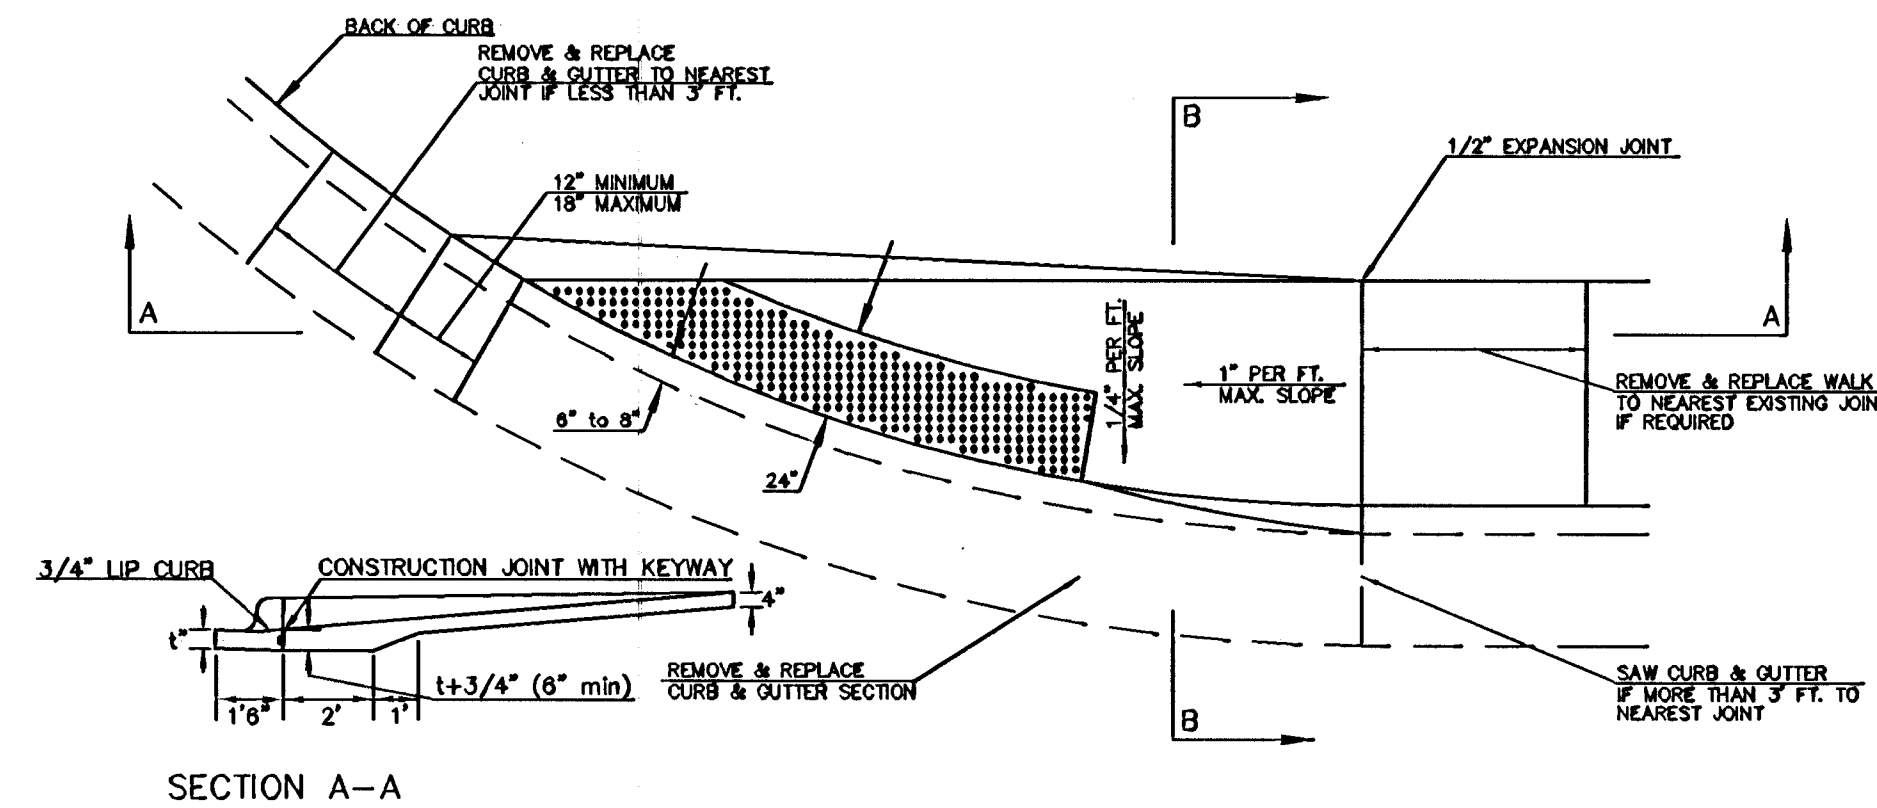 BACK OF CURB
REMOVE & REPLACE
CURB & GUTTER TO NEAREST
JOINT IF LESS THAN 3' FT.
12" MINIMUM
18" MAXIMUM
B
1/2" EXPANSION JOINT
A
A
1/4" PER FT.
MAX. SLOPE
1" PER FT.
MAX. SLOPE
REMOVE & REPLACE WALK
TO NEAREST EXISTING JOIN
IF REQUIRED
6" to 8"
24"
3/4" LIP CURB
CONSTRUCTION JOINT WITH KEYWAY
4"
t"
t+3/4" (6" min)
1'6"
2'
1'
REMOVE & REPLACE
CURB & GUTTER SECTION
SAW CURB & GUTTER
IF MORE THAN 3' FT. TO
NEAREST JOINT
B
SECTION A-A